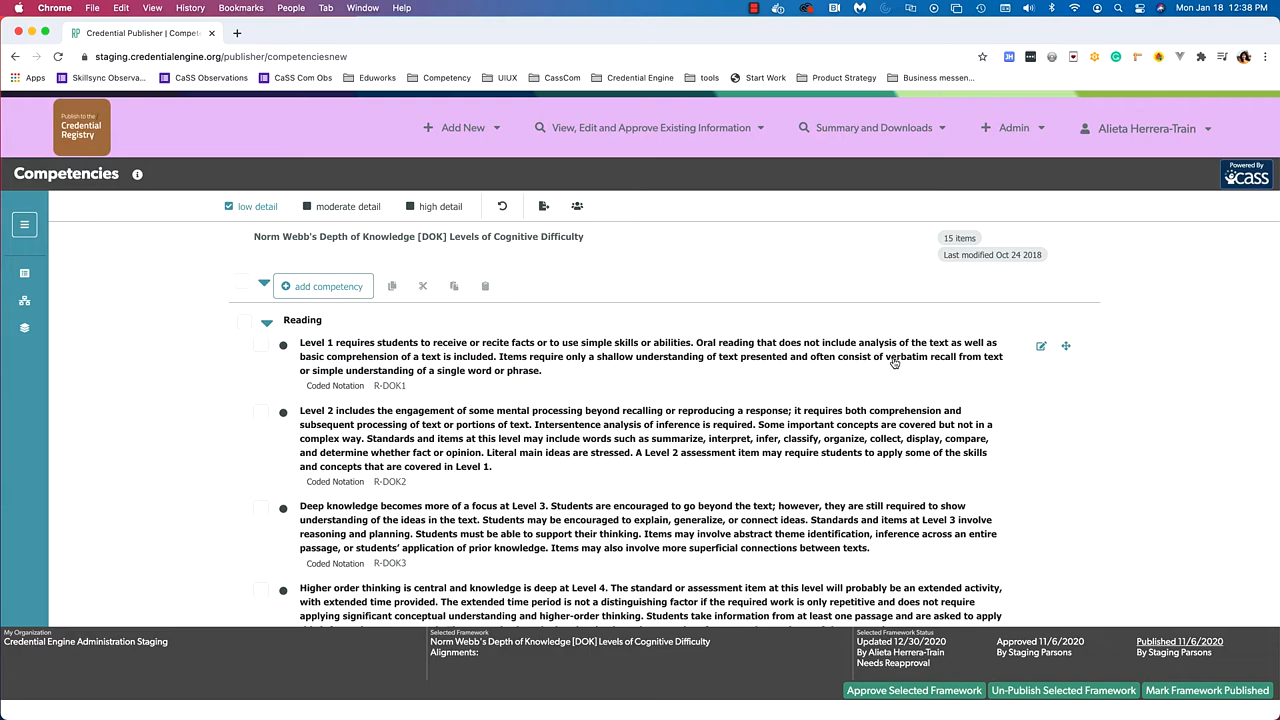 Chrome File Edit View History Bookmarks People Tab Window Help Mon Jan 18 12:38 PM
Credential Publisher | Compet
staging.credentialengine.org/publisher/competenciesnew
Apps Skillsync Observa... CaSS Observations CaSS Com Obs Eduworks Competency UIUX CassCom Credential Engine tools Start Work Product Strategy Business messen...
Publish to the
Credential
Registry
Add New View, Edit and Approve Existing Information Summary and Downloads Admin Alieta Herrera-Train
Competencies
Powered By
cass
low detail moderate detail high detail
Norm Webb's Depth of Knowledge [DOK] Levels of Cognitive Difficulty
15 items
Last modified Oct 24 2018
add competency
Reading
Level 1 requires students to receive or recite facts or to use simple skills or abilities. Oral reading that does not include analysis of the text as well as
basic comprehension of a text is included. Items require only a shallow understanding of text presented and often consist of verbatim recall from text
or simple understanding of a single word or phrase.
Coded Notation R-DOK1
Level 2 includes the engagement of some mental processing beyond recalling or reproducing a response; it requires both comprehension and
subsequent processing of text or portions of text. Intersentence analysis of inference is required. Some important concepts are covered but not in a
complex way. Standards and items at this level may include words such as summarize, interpret, infer, classify, organize, collect, display, compare,
and determine whether fact or opinion. Literal main ideas are stressed. A Level 2 assessment item may require students to apply some of the skills
and concepts that are covered in Level 1.
Coded Notation R-DOK2
Deep knowledge becomes more of a focus at Level 3. Students are encouraged to go beyond the text; however, they are still required to show
understanding of the ideas in the text. Students may be encouraged to explain, generalize, or connect ideas. Standards and items at Level 3 involve
reasoning and planning. Students must be able to support their thinking. Items may involve abstract theme identification, inference across an entire
passage, or students’ application of prior knowledge. Items may also involve more superficial connections between texts.
Coded Notation R-DOK3
Higher order thinking is central and knowledge is deep at Level 4. The standard or assessment item at this level will probably be an extended activity,
with extended time provided. The extended time period is not a distinguishing factor if the required work is only repetitive and does not require
applying significant conceptual understanding and higher-order thinking. Students take information from at least one passage and are asked to apply
My Organization
Credential Engine Administration Staging
Selected Framework
Norm Webb's Depth of Knowledge [DOK] Levels of Cognitive Difficulty
Alignments:
Selected Framework Status
Updated 12/30/2020
By Alieta Herrera-Train
Needs Reapproval
Approved 11/6/2020
By Staging Parsons
Published 11/6/2020
By Staging Parsons
Approve Selected Framework Un-Publish Selected Framework Mark Framework Published